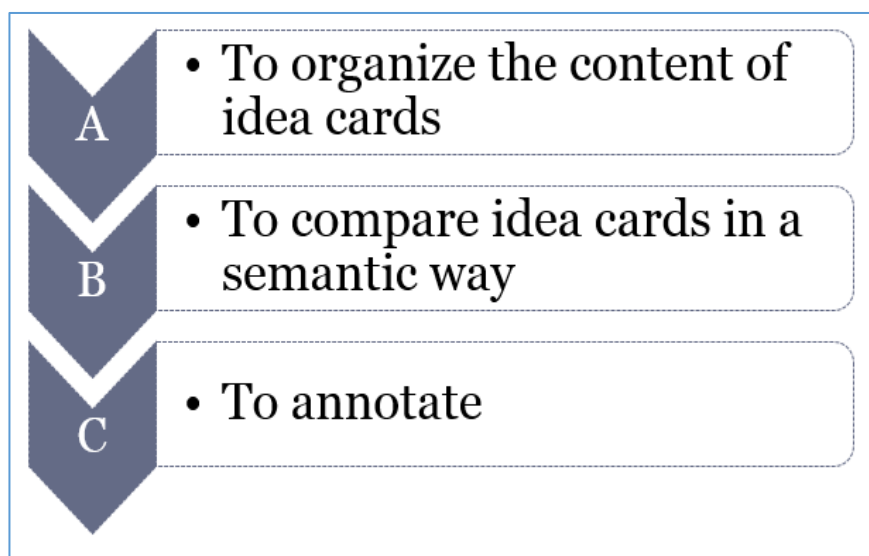 A
• To organize the content of
idea cards
B
• To compare idea cards in a
semantic way
C
• To annotate